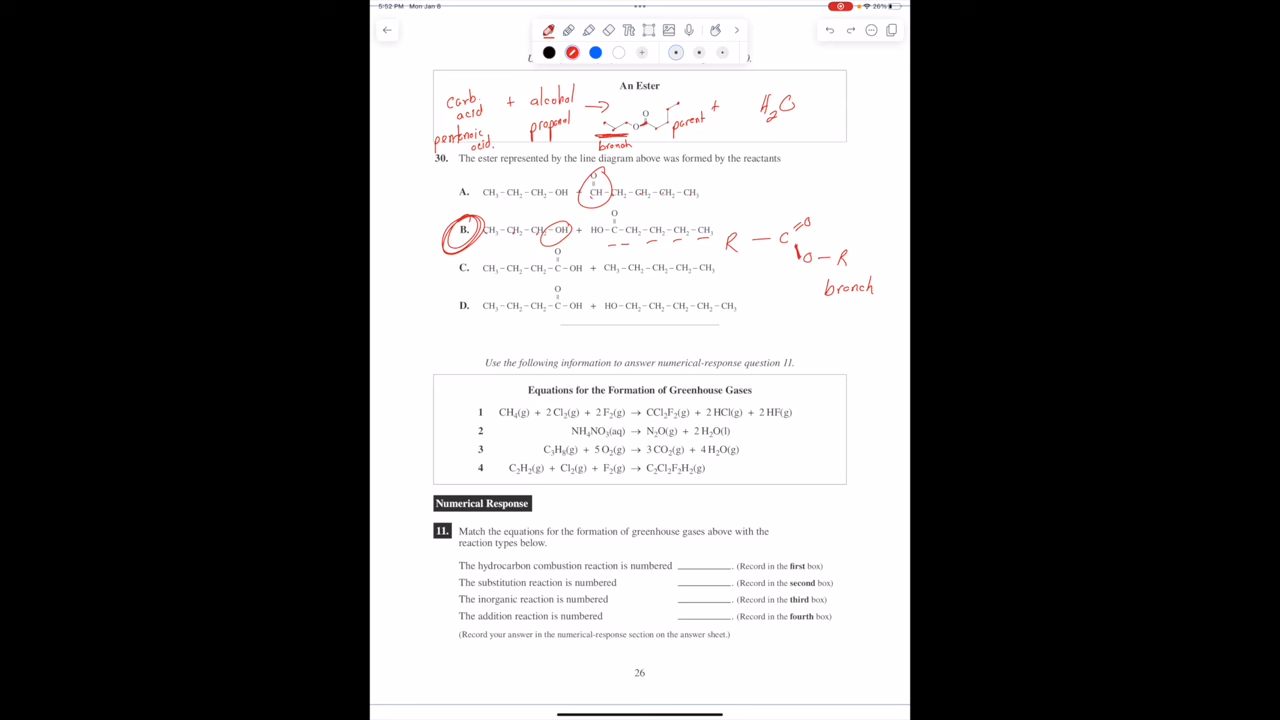 5:52 PM Mon Jan 8
26%
An Ester
carb. acid + alcohol → O O parent + H₂O
pentanoic acid. propanol
branch
30. The ester represented by the line diagram above was formed by the reactants
O
A. CH₃ – CH₂ – CH₂ – OH + CH – CH₂ – CH₂ – CH₂ – CH₃
O
B. CH₃ – CH₂ – CH₂ – OH + HO – C – CH₂ – CH₂ – CH₂ – CH₃
R — C =O
O — R
branch
O
C. CH₃ – CH₂ – CH₂ – C – OH + CH₃ – CH₂ – CH₂ – CH₂ – CH₃
O
D. CH₃ – CH₂ – CH₂ – C – OH + HO – CH₂ – CH₂ – CH₂ – CH₂ – CH₃
Use the following information to answer numerical-response question 11.
Equations for the Formation of Greenhouse Gases
1 CH₄(g) + 2 Cl₂(g) + 2 F₂(g) → CCl₂F₂(g) + 2 HCl(g) + 2 HF(g)
2 NH₄NO₃(aq) → N₂O(g) + 2 H₂O(l)
3 C₃H₈(g) + 5 O₂(g) → 3 CO₂(g) + 4 H₂O(g)
4 C₂H₂(g) + Cl₂(g) + F₂(g) → C₂Cl₂F₂H₂(g)
Numerical Response
11. Match the equations for the formation of greenhouse gases above with the
reaction types below.
The hydrocarbon combustion reaction is numbered ________. (Record in the first box)
The substitution reaction is numbered ________. (Record in the second box)
The inorganic reaction is numbered ________. (Record in the third box)
The addition reaction is numbered ________. (Record in the fourth box)
(Record your answer in the numerical-response section on the answer sheet.)
26